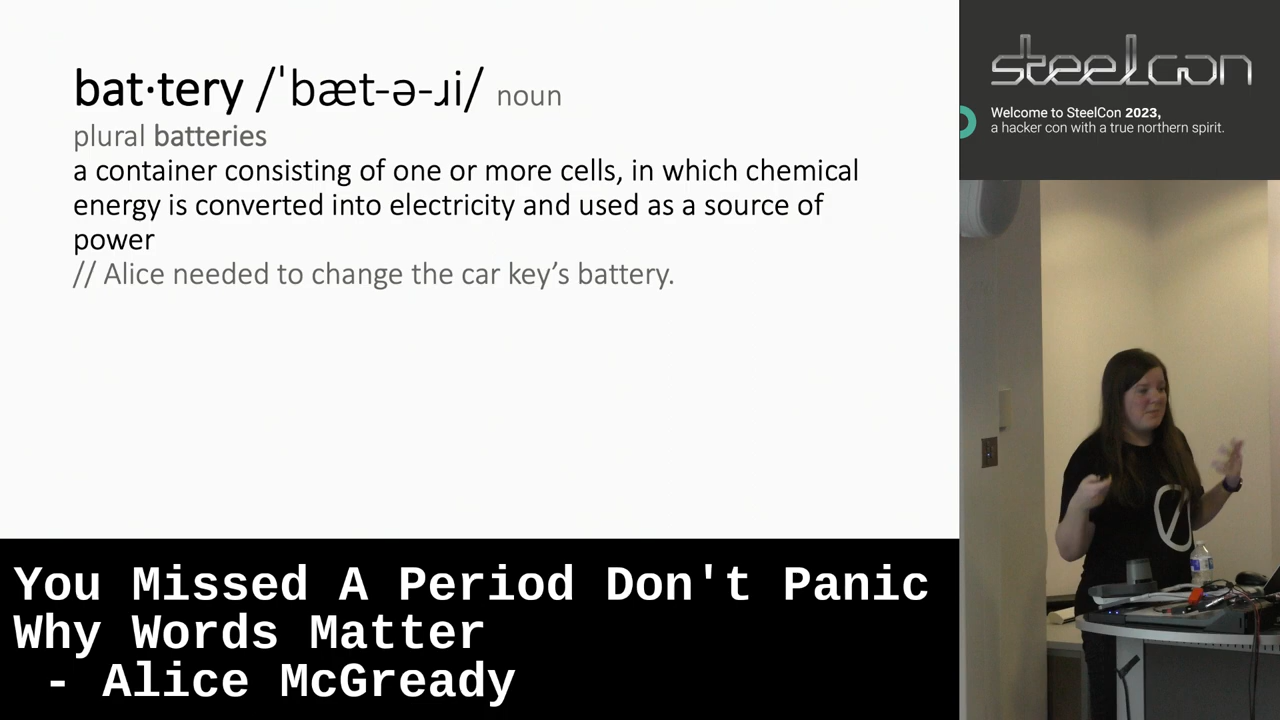 bat·tery /ˈbæt-ə-ɹi/ noun
plural batteries
a container consisting of one or more cells, in which chemical
energy is converted into electricity and used as a source of
power
// Alice needed to change the car key’s battery.
steelcon
Welcome to SteelCon 2023,
a hacker con with a true northern spirit.
You Missed A Period Don't Panic
Why Words Matter
- Alice McGready